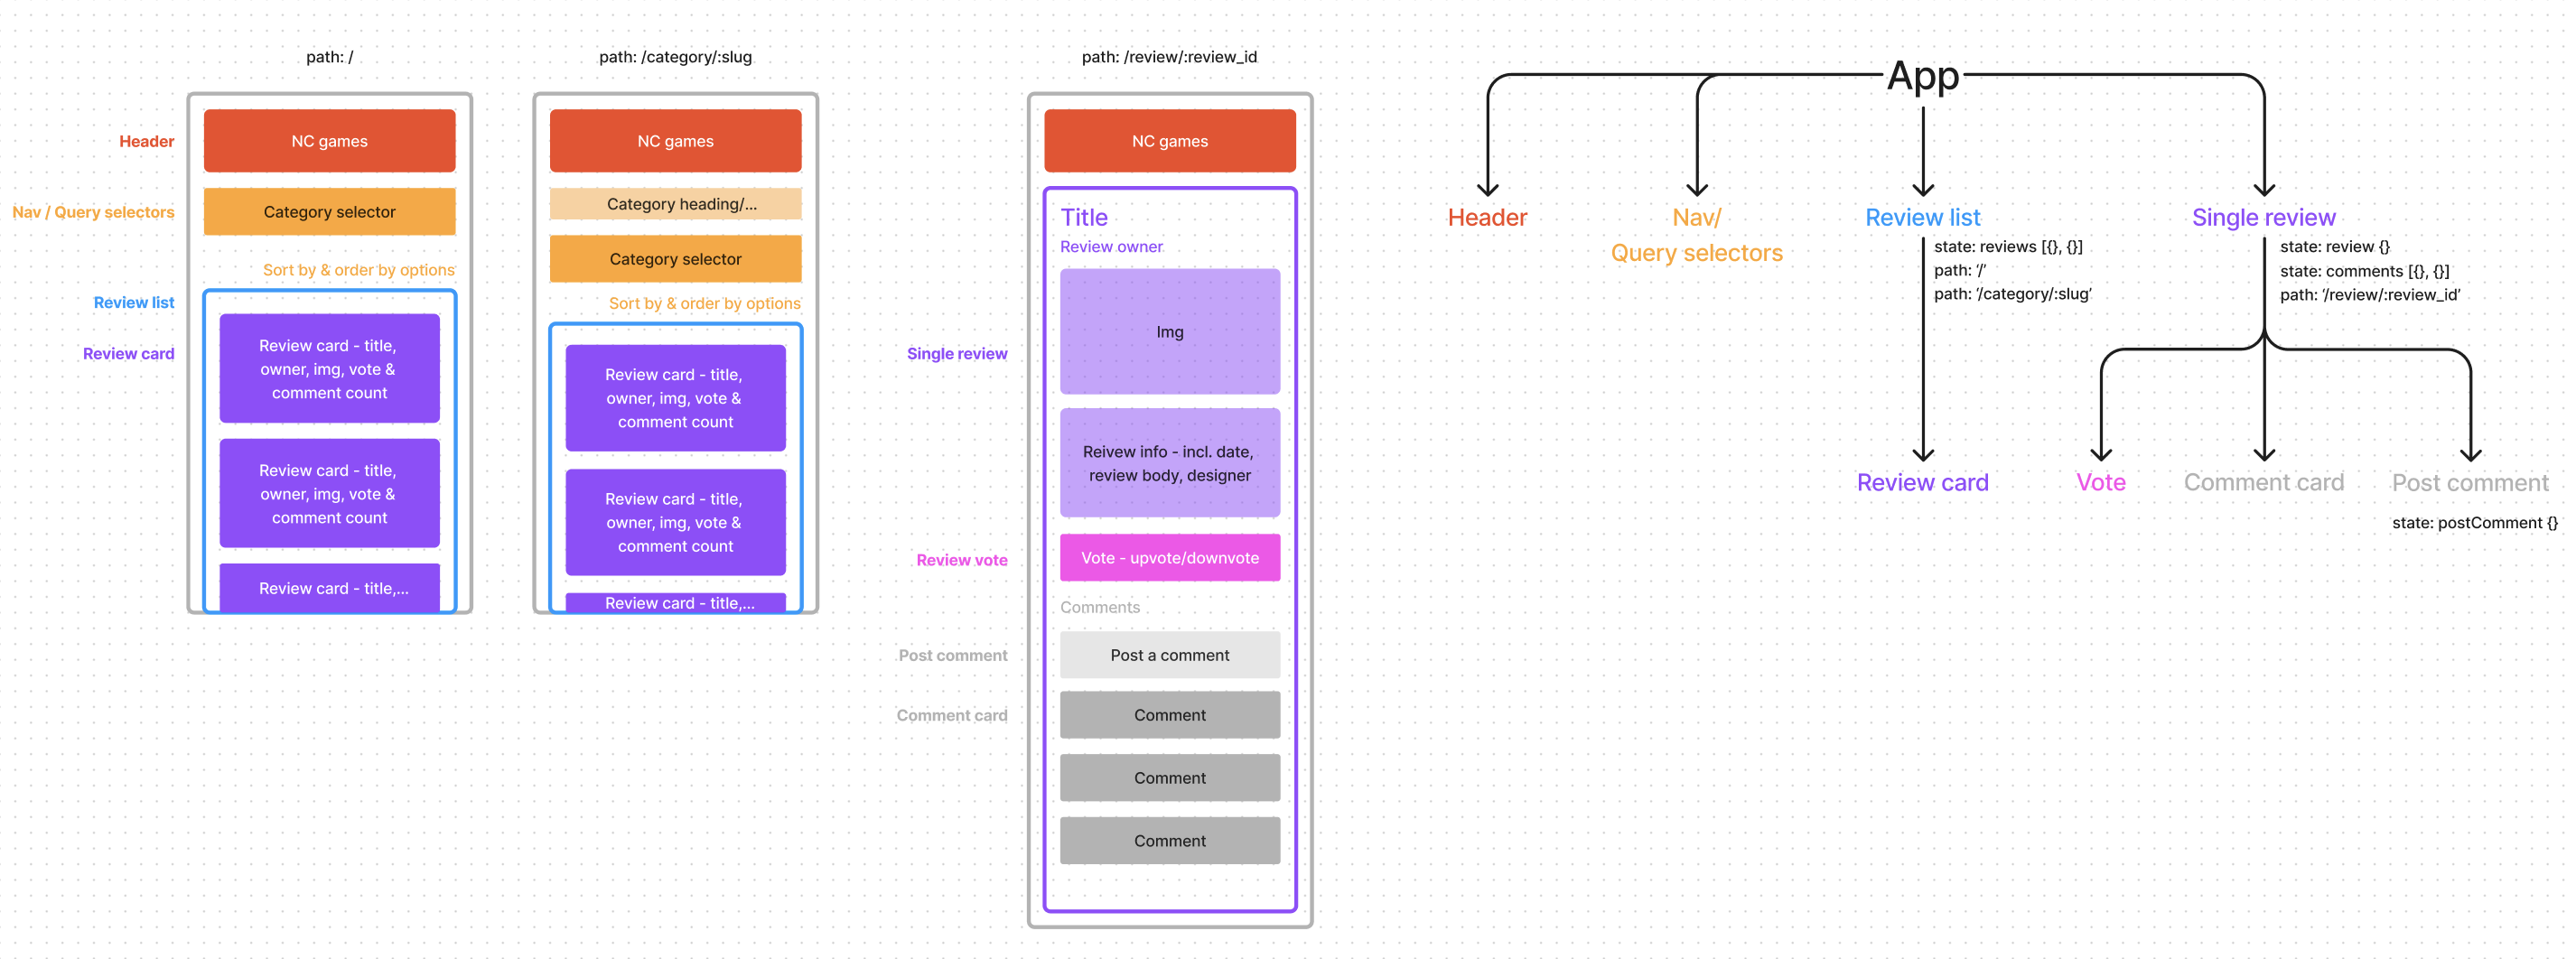 path: /
Header
NC games
Nav / Query selectors
Category selector
Sort by & order by options
Review list
Review card
Review card - title,
owner, img, vote &
comment count
Review card - title,
owner, img, vote &
comment count
Review card - title,...
path: /category/:slug
NC games
Category heading/...
Category selector
Sort by & order by options
Review card - title,
owner, img, vote &
comment count
Review card - title,
owner, img, vote &
comment count
Review card - title,...
path: /review/:review_id
NC games
Title
Review owner
Img
Single review
Reivew info - incl. date,
review body, designer
Review vote
Vote - upvote/downvote
Comments
Post comment
Post a comment
Comment card
Comment
Comment
Comment
App
Header
Nav/
Query selectors
Review list
state: reviews [{}, {}]
path: ‘/’
path: ‘/category/:slug’
Single review
state: review {}
state: comments [{}, {}]
path: ‘/review/:review_id’
Review card
Vote
Comment card
Post comment
state: postComment {}